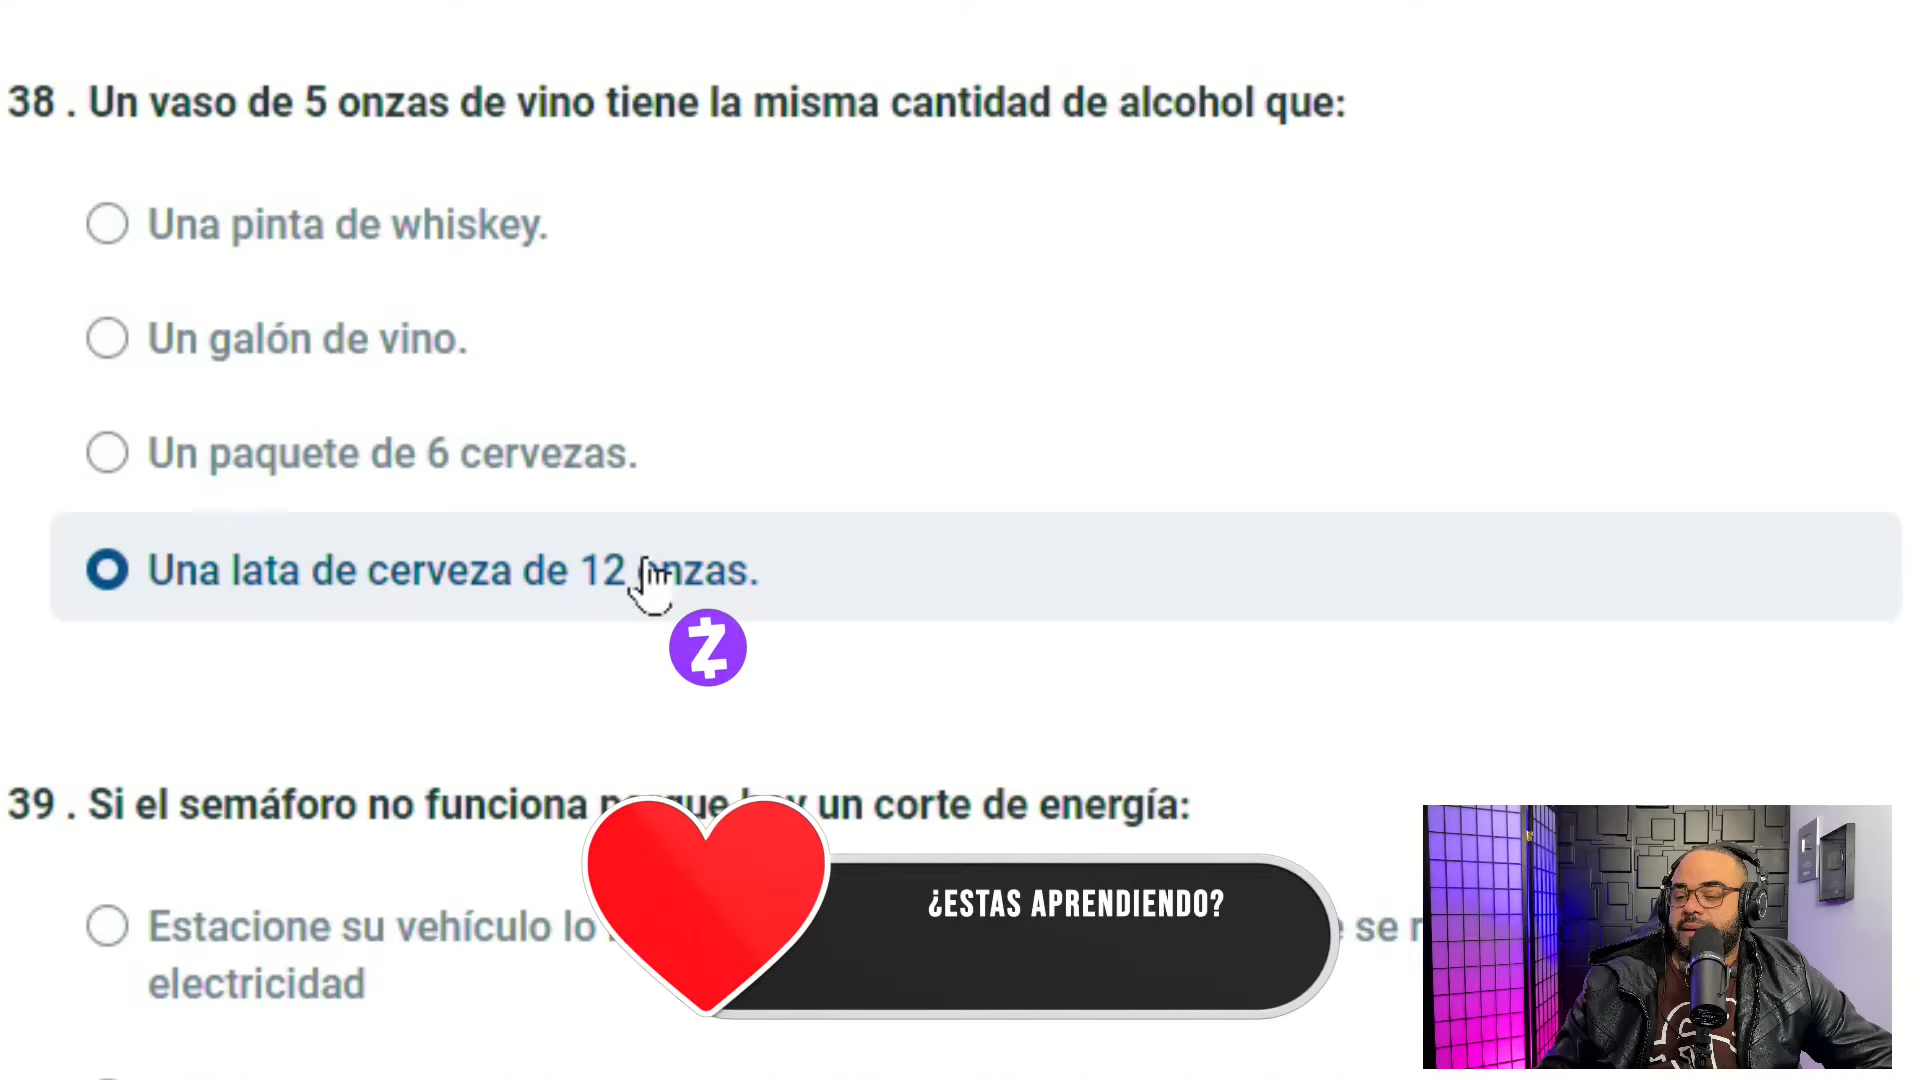 38 . Un vaso de 5 onzas de vino tiene la misma cantidad de alcohol que:
Una pinta de whiskey.
Un galón de vino.
Un paquete de 6 cervezas.
Una lata de cerveza de 12 onzas.
39 . Si el semáforo no funciona un corte de energía:
Estacione su vehículo lo se
electricidad
¿ESTAS APRENDIENDO?